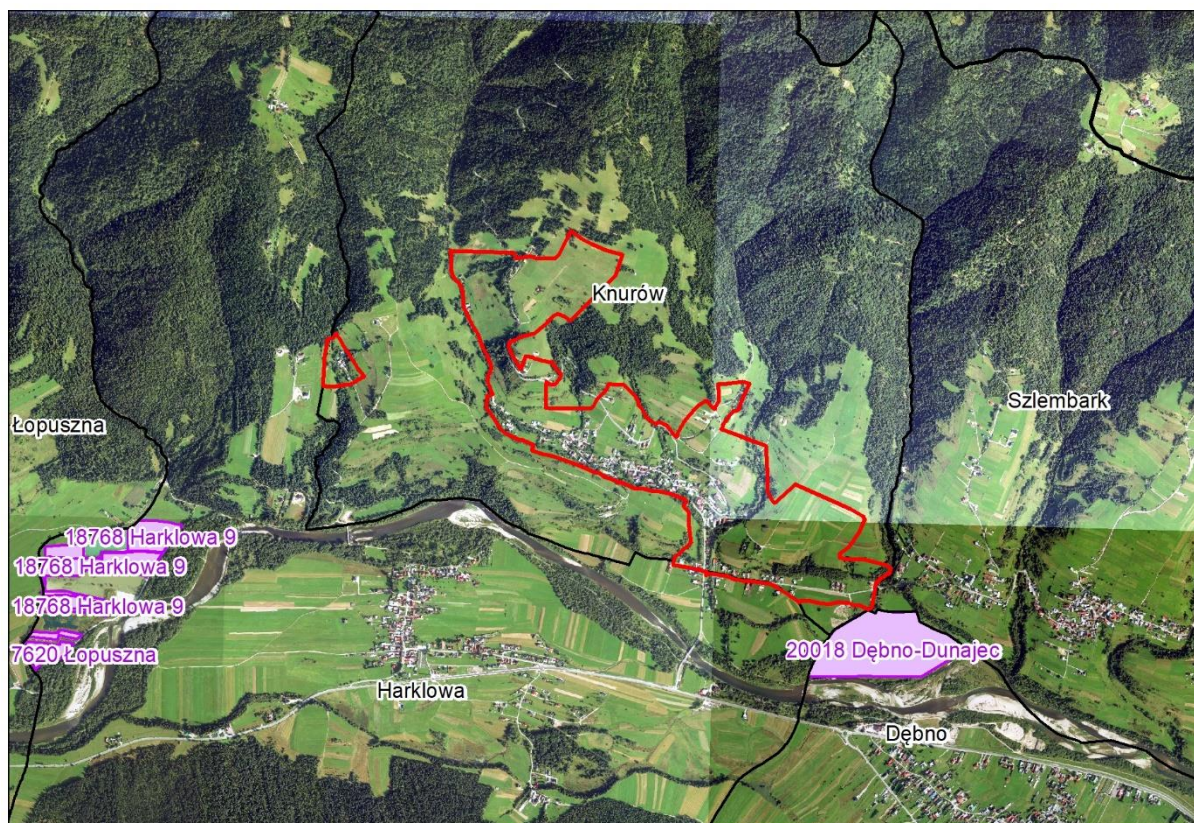 Knurów
Szlembark
Łopuszna
18768 Harklowa 9
18768 Harklowa 9
18768 Harklowa 9
7620 Łopuszna
20018 Dębno-Dunajec
Harklowa
Dębno